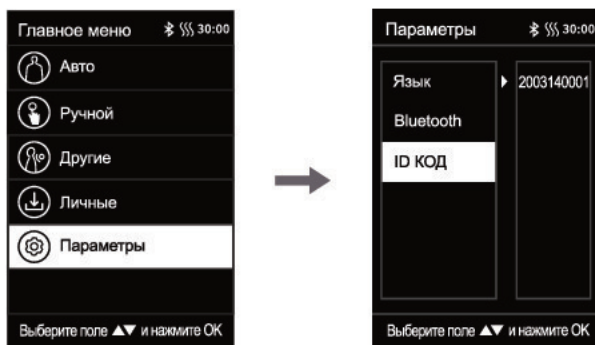 Главное меню 30:00
Авто
Ручной
Другие
Личные
Параметры
Выберите поле ▲▼ и нажмите OK
Параметры 30:00
Язык
2003140001
Bluetooth
ID КОД
Выберите поле ▲▼ и нажмите OK